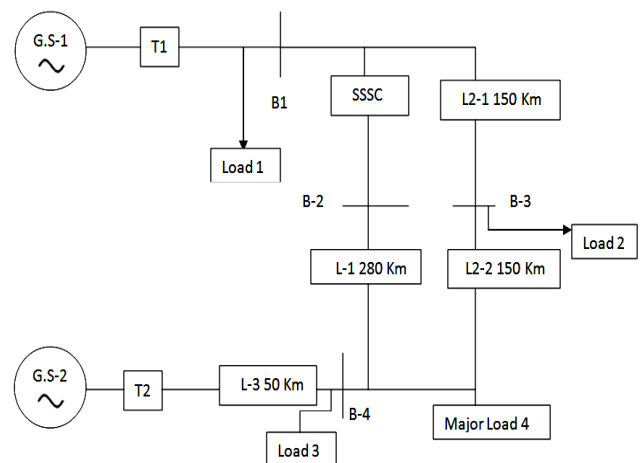 G.S-1
T1
B1
SSSC
L2-1 150 Km
Load 1
B-2
B-3
Load 2
L-1 280 Km
L2-2 150 Km
G.S-2
T2
L-3 50 Km
B-4
Load 3
Major Load 4